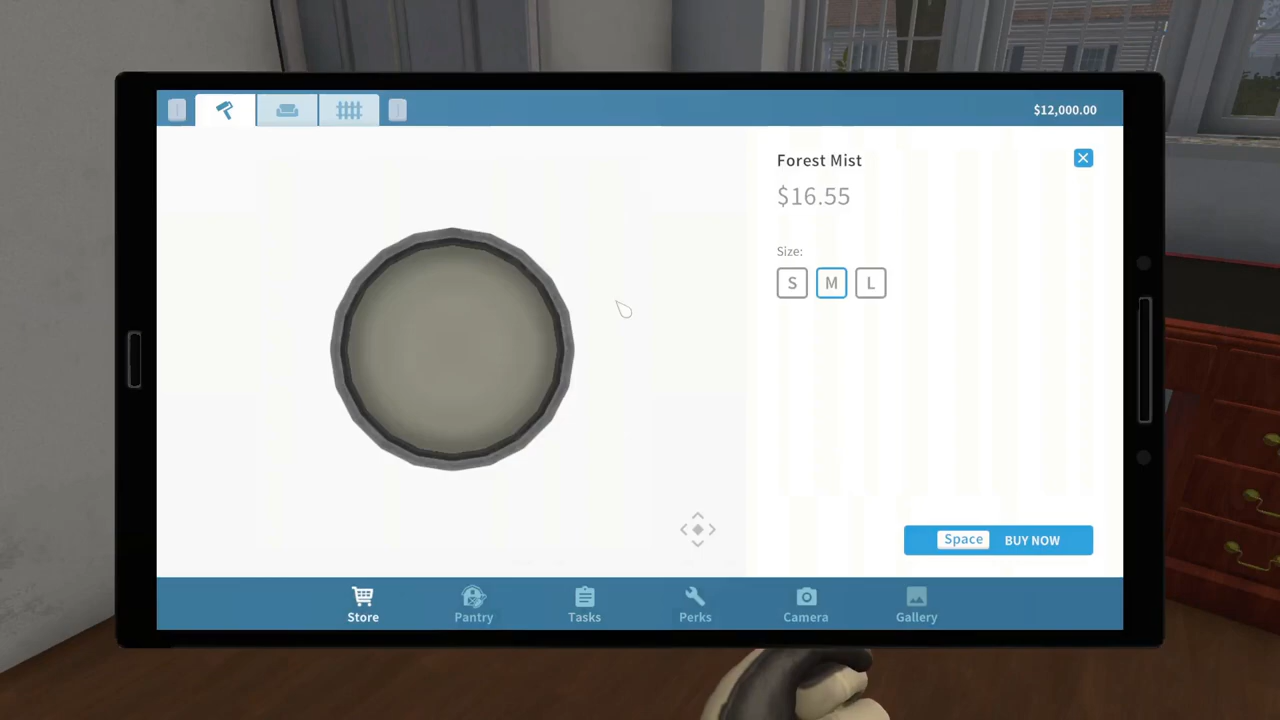 $12,000.00
Forest Mist
$16.55
Size:
S M L
Space BUY NOW
Store Pantry Tasks Perks Camera Gallery